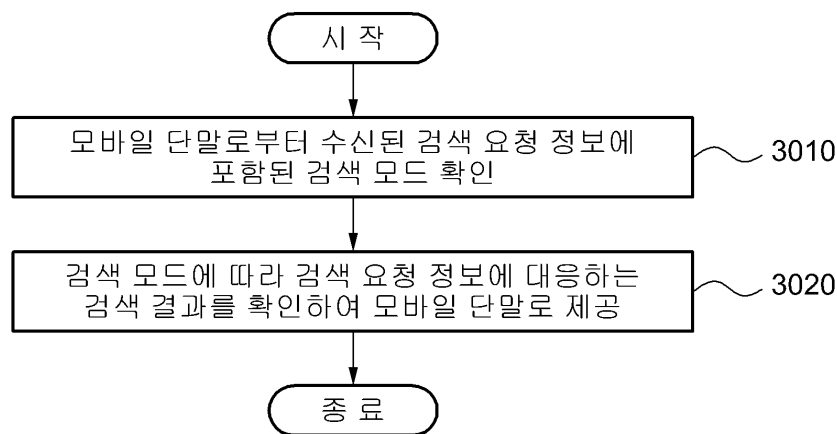 시 작
모바일 단말로부터 수신된 검색 요청 정보에
포함된 검색 모드 확인
3010
검색 모드에 따라 검색 요청 정보에 대응하는
검색 결과를 확인하여 모바일 단말로 제공
3020
종 료